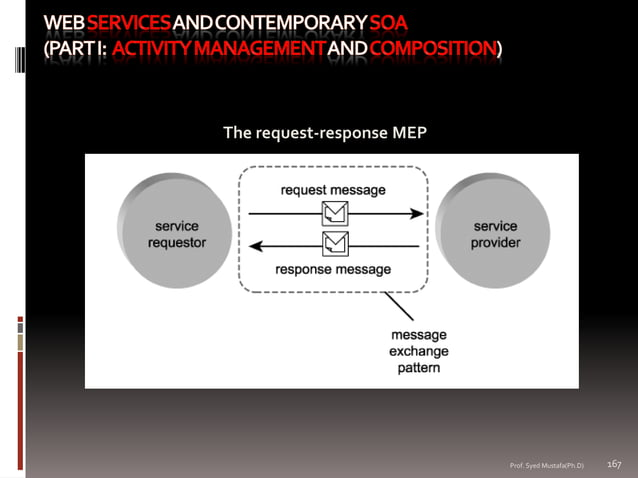 WEB SERVICES AND CONTEMPORARY SOA
(PART I: ACTIVITY MANAGEMENT AND COMPOSITION)
The request-response MEP
request message
service
requestor
service
provider
response message
message
exchange
pattern
Prof. Syed Mustafa(Ph.D)
167